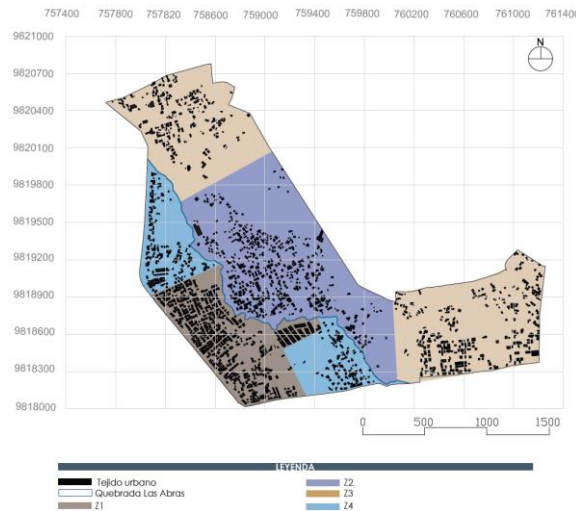 757400 757800 758200 758600 759000 759400 759800 760200 760600 761000 761400
9821000
N
9820700
9820400
9820100
9819800
9819500
9819200
9818900
9818600
9818300
9818000
0 500 1000 1500
LEYENDA
Tejido urbano
Quebrada Las Abras
Z1
Z2
Z3
Z4